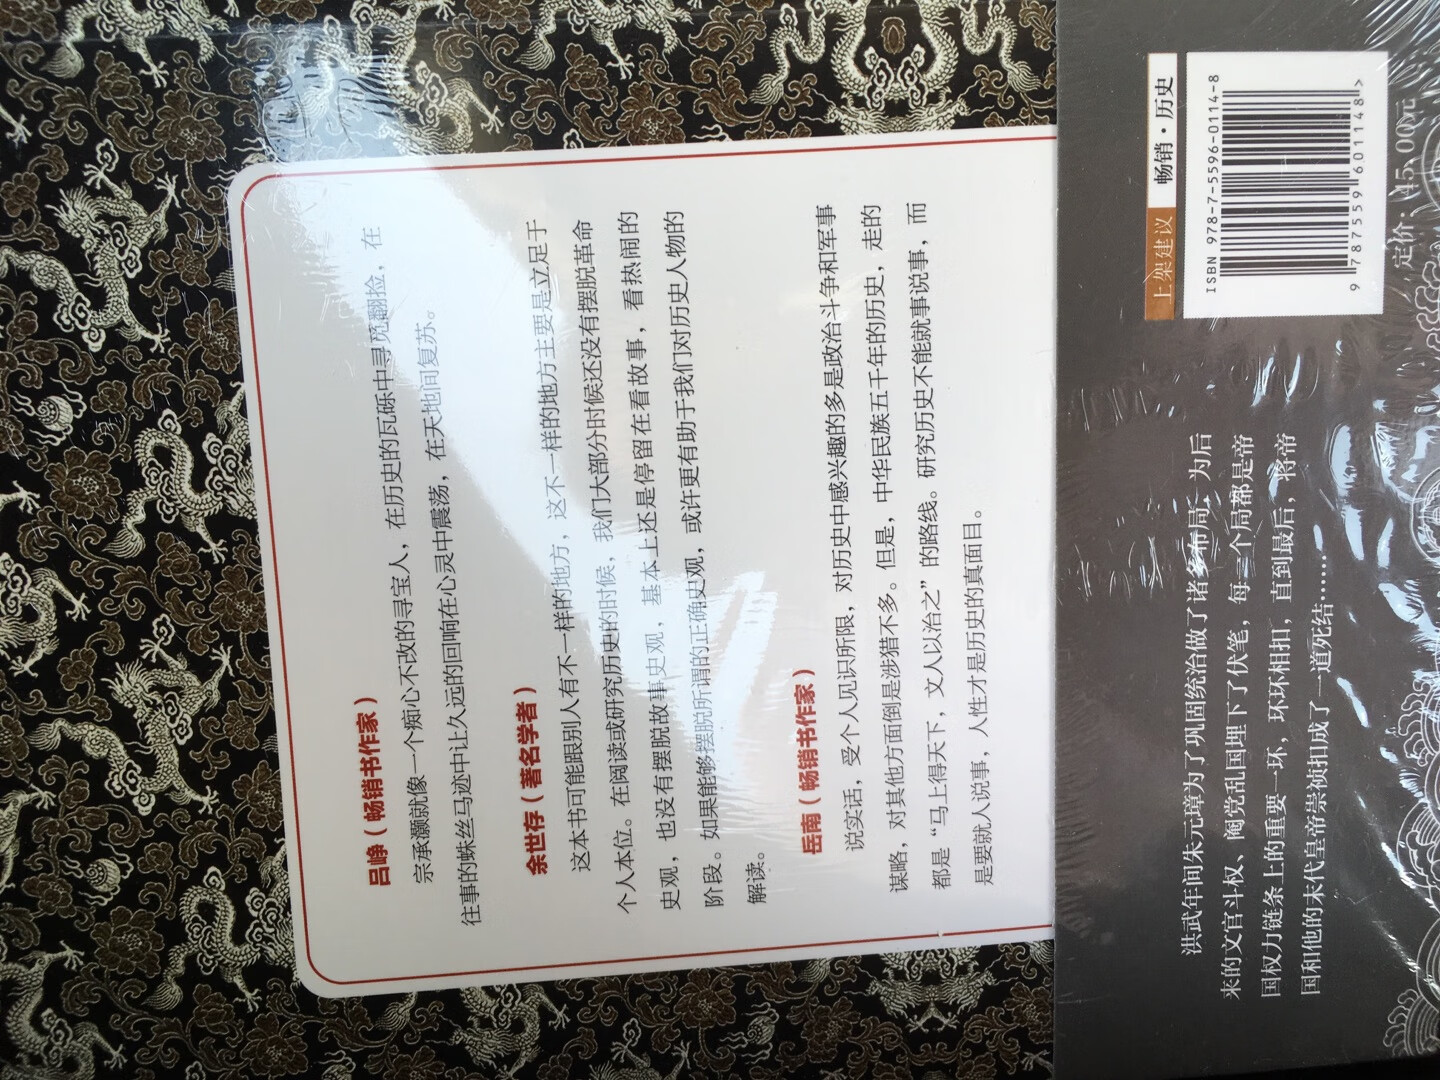 吕峥（畅销书作家）
宗承灏就像一个痴心不改的寻宝人，在历史的瓦砾中寻觅翻捡，在
往事的蛛丝马迹中让久远的回响在心灵中震荡，在天地间复苏。
余世存（著名学者）
这本书可能跟别人有不一样的地方，这不一样的地方主要是立足于
个人本位。在阅读或研究历史的时候，我们大部分时候还没有摆脱革命
史观，也没有摆脱故事史观，基本上还是停留在看故事，看热闹的
阶段。如果能够摆脱所谓的正确史观，或许更有助于我们对历史人物的
解读。
岳南（畅销书作家）
说实话，受个人见识所限，对历史中感兴趣的多是政治斗争和军事
谋略，对其他方面倒是涉猎不多。但是，中华民族五千年的历史，走的
都是“马上得天下，文人以治之”的路线。研究历史不能就事说事，而
是要就人说事，人性才是历史的真面目。
洪武年间朱元璋为了巩固统治做了诸多布局，为后
来的文官斗权、阉党乱国埋下了伏笔，每一个局都是帝
国权力链条上的重要一环，环环相扣，直到最后，将帝
国和他的末代皇帝崇祯扣成了一道死结……
上架建议 畅销·历史
ISBN 978-7-5596-0114-8
9 787559 601148 >
定价：45.00元